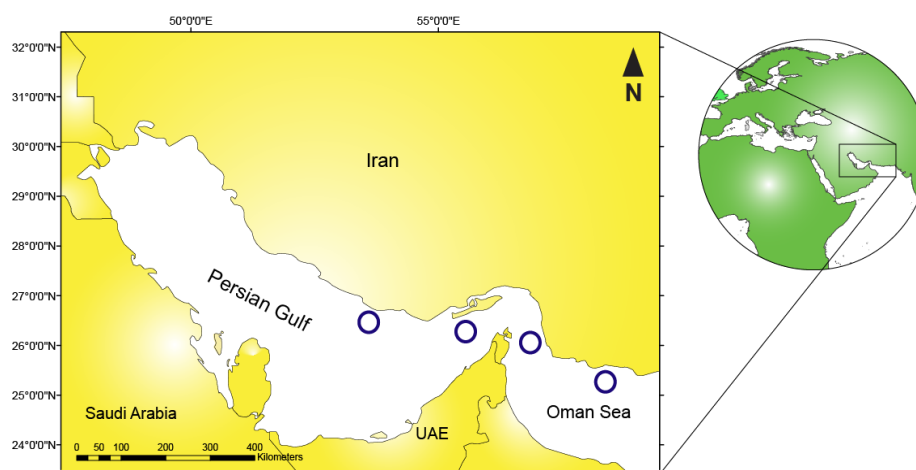 50°0'0"E 55°0'0"E
32°0'0"N
31°0'0"N
30°0'0"N
29°0'0"N
28°0'0"N
27°0'0"N
26°0'0"N
25°0'0"N
24°0'0"N
N
Iran
Persian Gulf
Saudi Arabia
UAE
Oman Sea
0 50 100 200 300 400
Kilometers